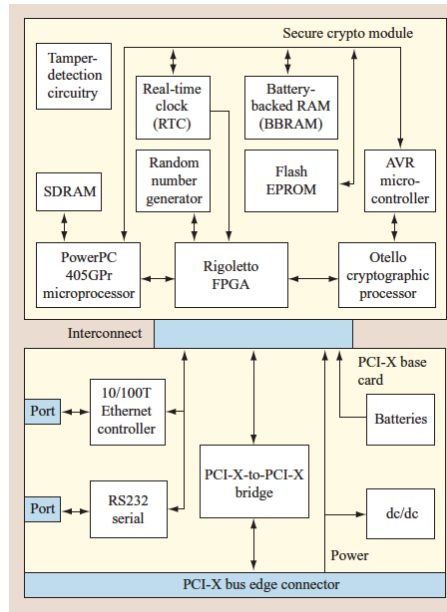 Secure crypto module
Tamper-
detection
circuitry
Real-time
clock
(RTC)
Battery-
backed RAM
(BBRAM)
Random
number
generator
Flash
EPROM
AVR
micro-
controller
SDRAM
PowerPC
405GPr
microprocessor
Rigoletto
FPGA
Otello
cryptographic
processor
Interconnect
PCI-X base
card
Port
10/100T
Ethernet
controller
Batteries
PCI-X-to-PCI-X
bridge
Port
RS232
serial
dc/dc
Power
PCI-X bus edge connector